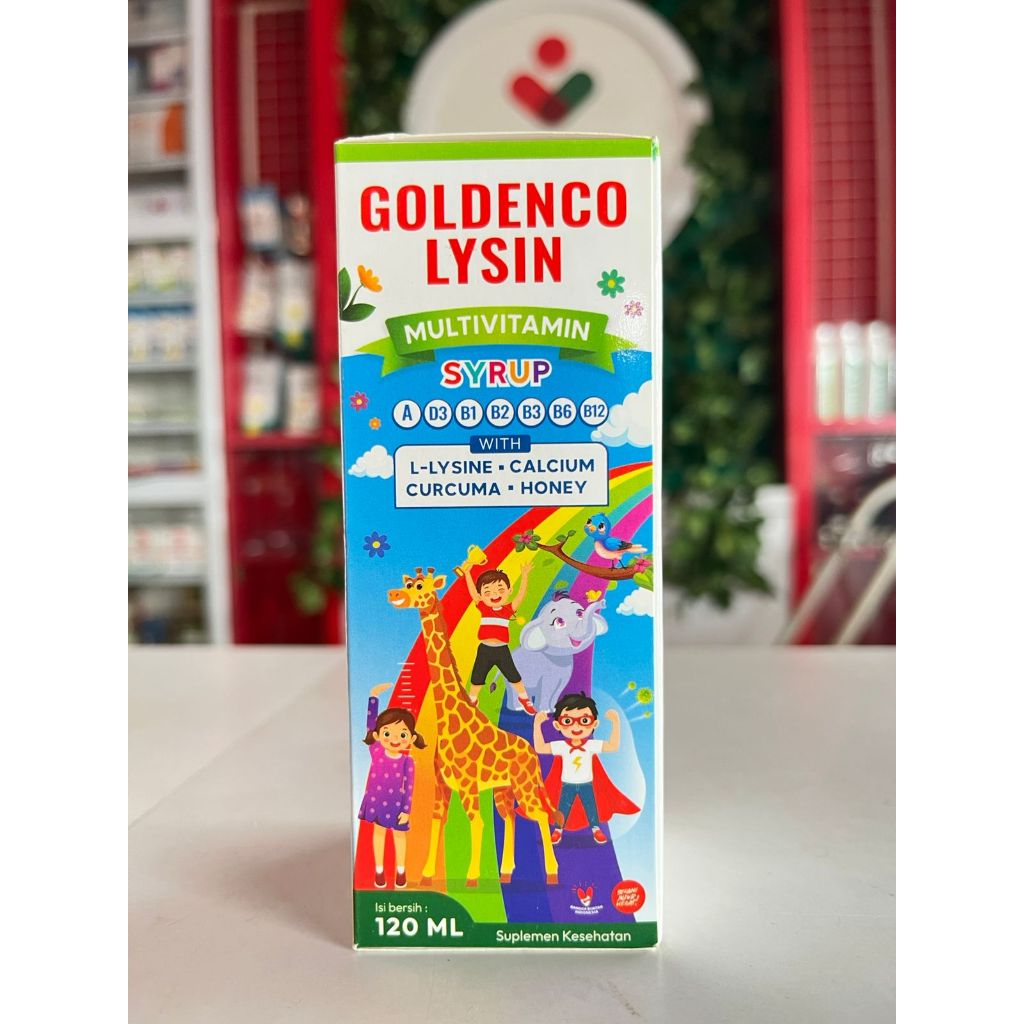 GOLDENCO
LYSIN
MULTIVITAMIN
SYRUP
A D3 B1 B2 B3 B6 B12
WITH
L-LYSINE ▪ CALCIUM
CURCUMA ▪ HONEY
Isi bersih :
120 ML
Suplemen Kesehatan
INDONESIA